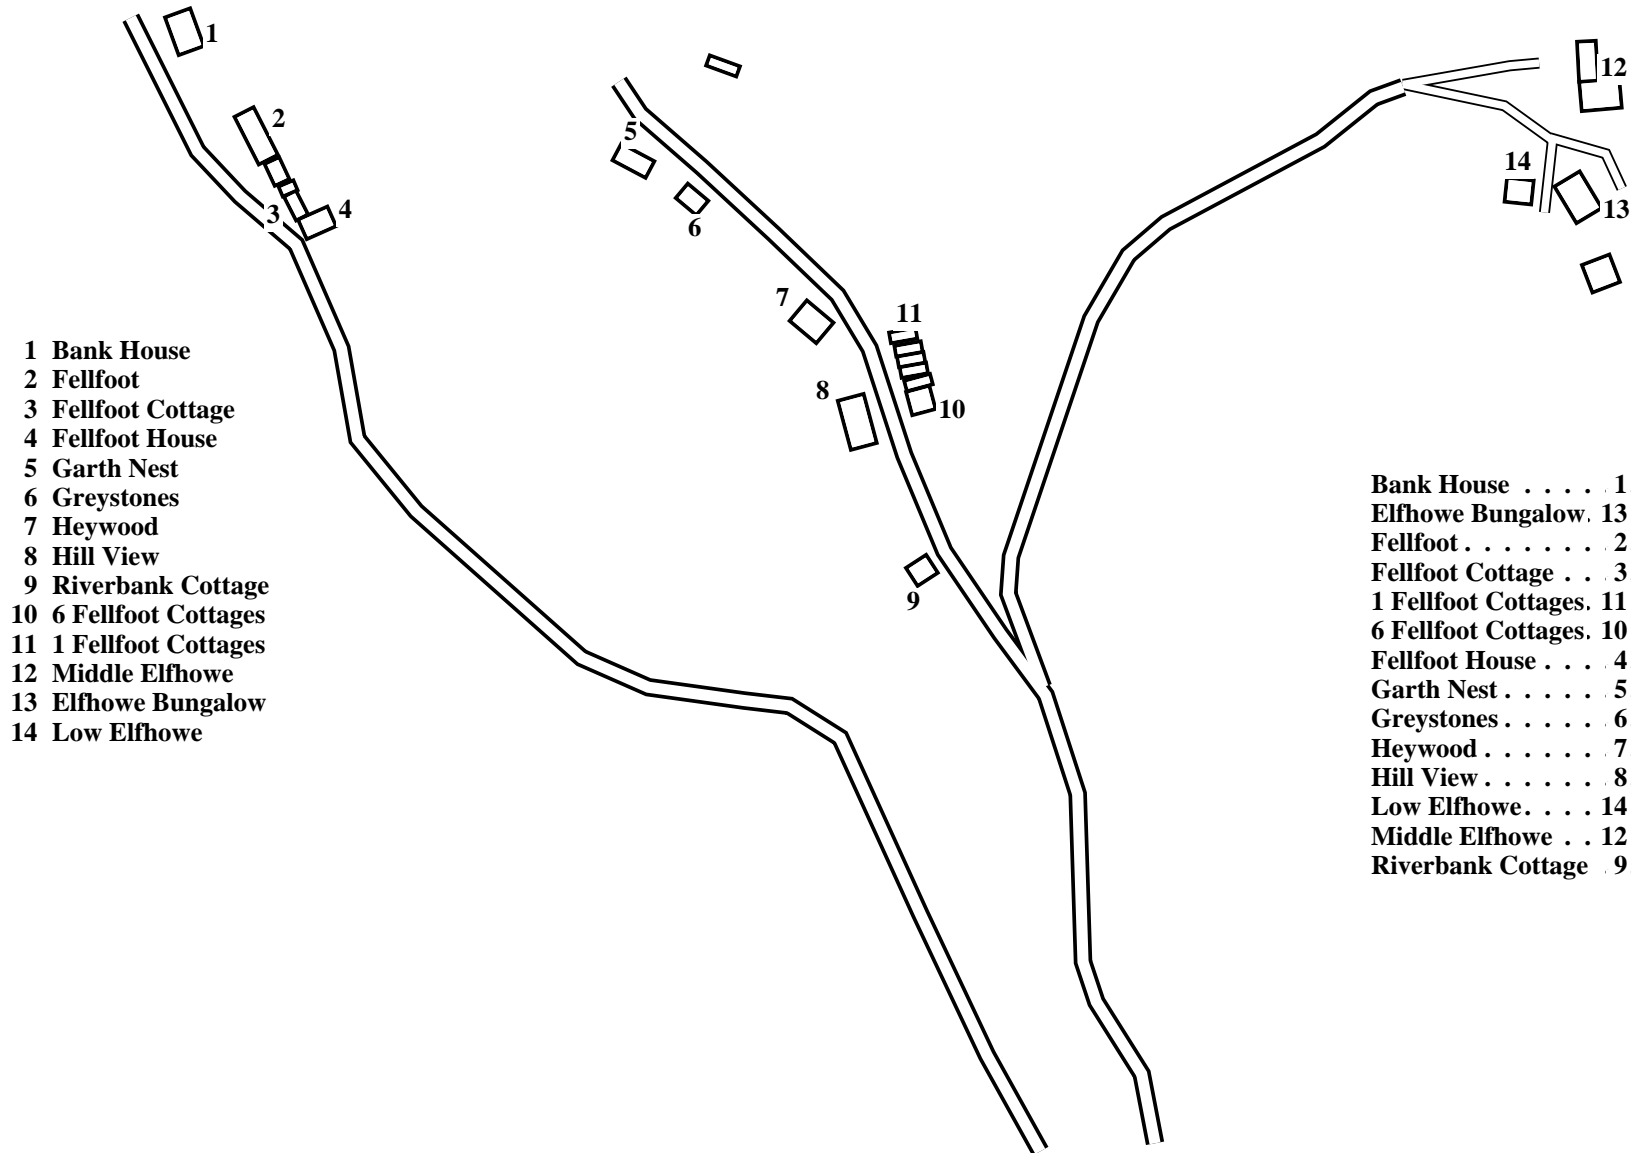 1
2
3
4
5
6
7
8
9
10
11
12
13
14
1 Bank House
2 Fellfoot
3 Fellfoot Cottage
4 Fellfoot House
5 Garth Nest
6 Greystones
7 Heywood
8 Hill View
9 Riverbank Cottage
10 6 Fellfoot Cottages
11 1 Fellfoot Cottages
12 Middle Elfhowe
13 Elfhowe Bungalow
14 Low Elfhowe
Bank House . . . . . 1
Elfhowe Bungalow. 13
Fellfoot . . . . . . . . 2
Fellfoot Cottage . . . 3
1 Fellfoot Cottages. 11
6 Fellfoot Cottages. 10
Fellfoot House . . . . 4
Garth Nest . . . . . . 5
Greystones . . . . . . 6
Heywood . . . . . . . 7
Hill View . . . . . . . 8
Low Elfhowe. . . . 14
Middle Elfhowe . . 12
Riverbank Cottage . 9